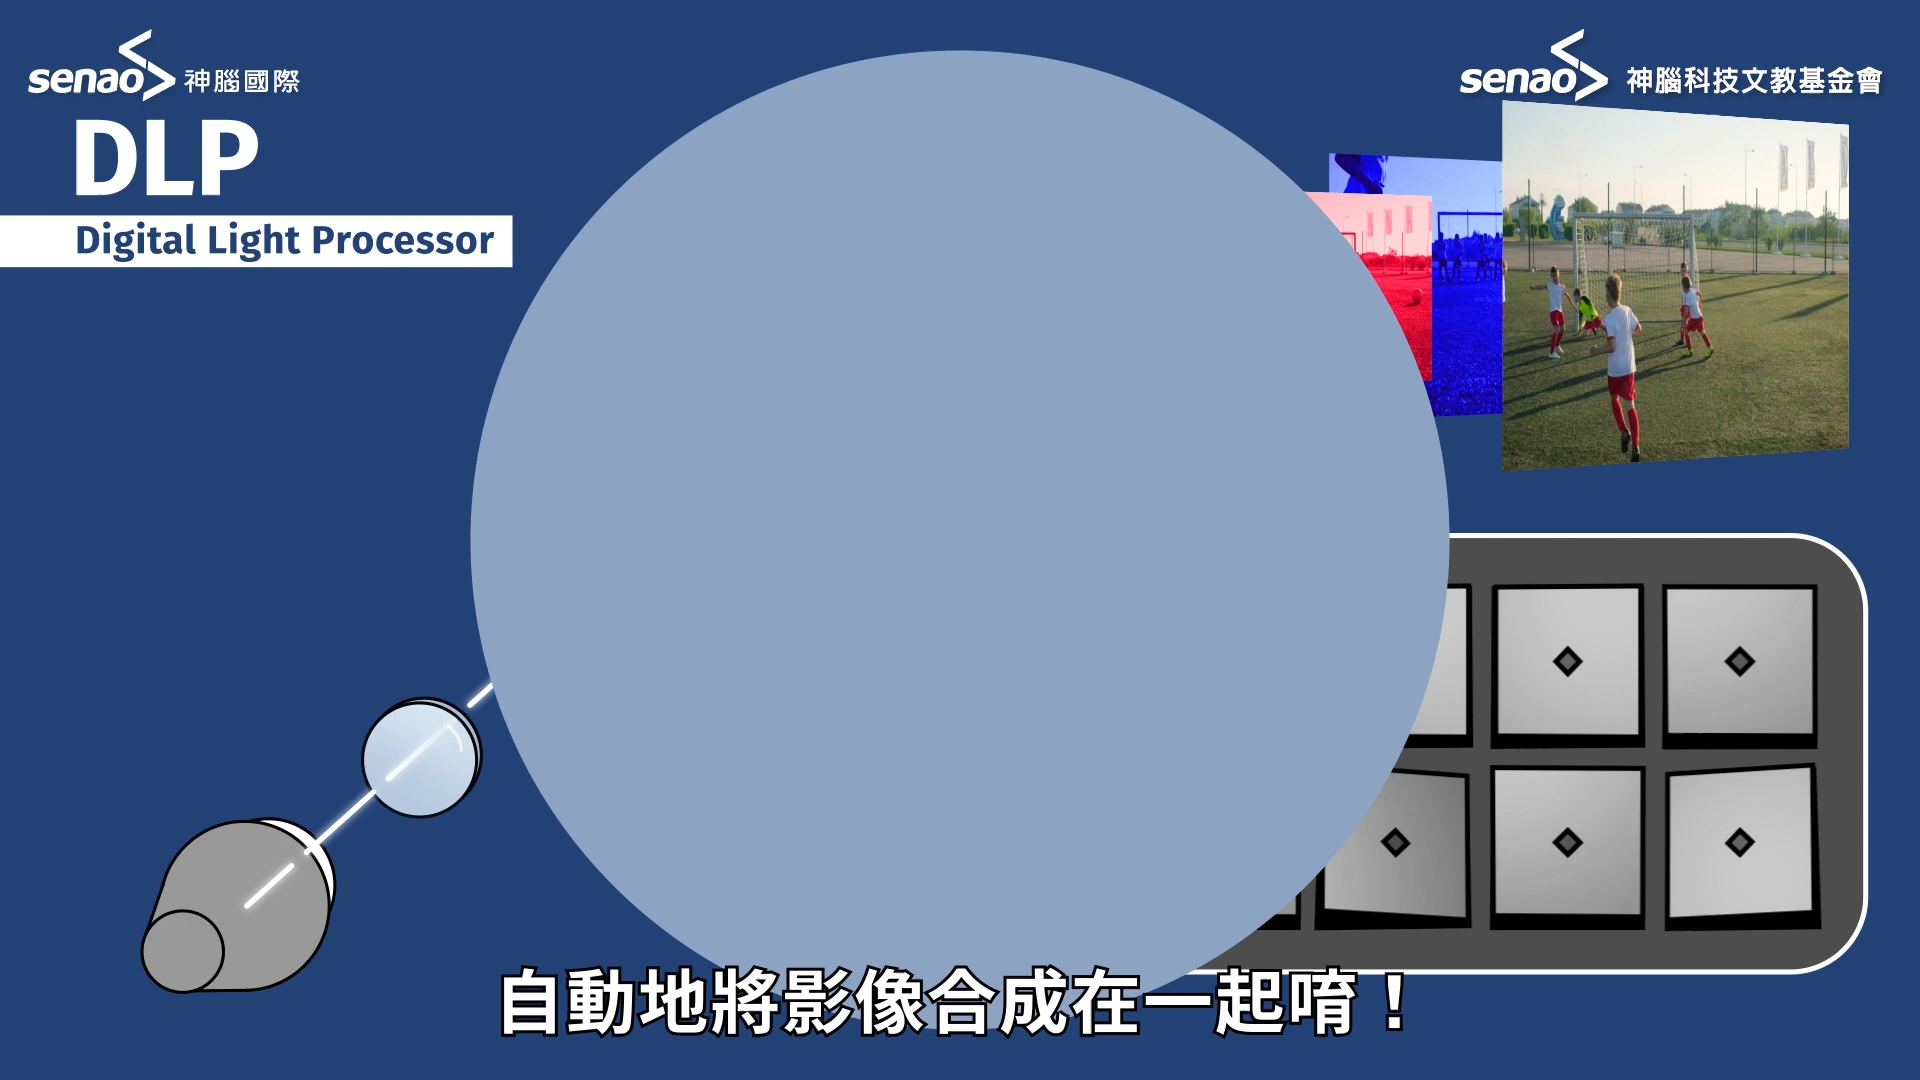 senao 神腦國際
senao 神腦科技文教基金會
DLP
Digital Light Processor
自動地將影像合成在一起唷！